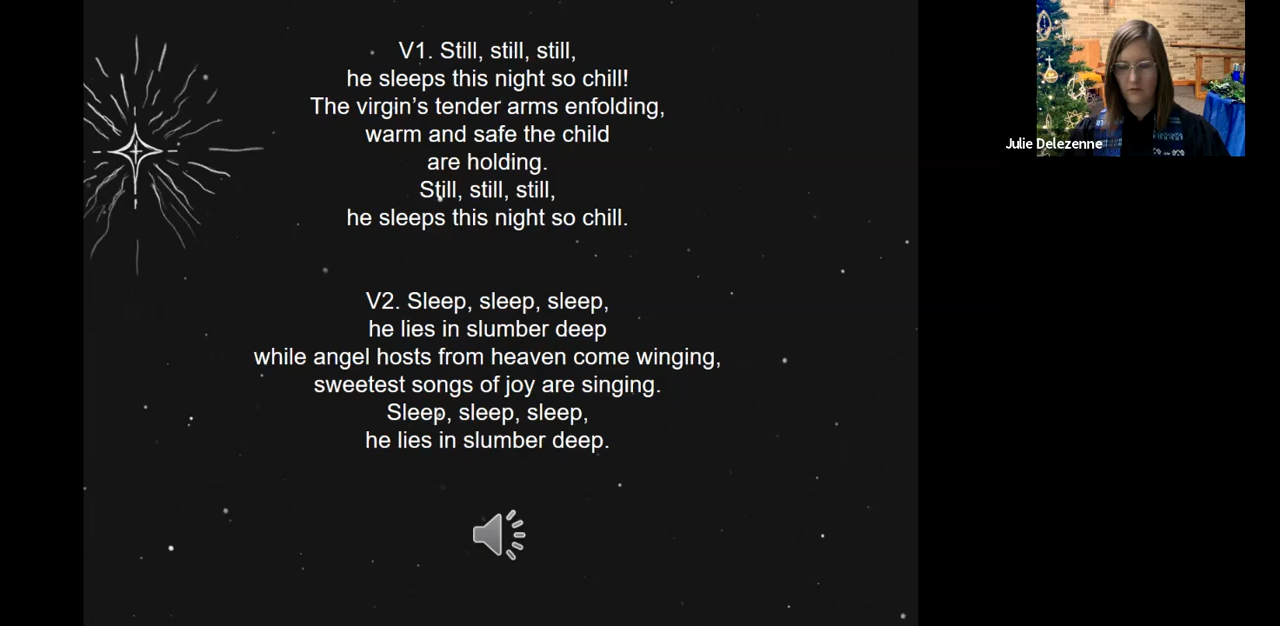 V1. Still, still, still,
he sleeps this night so chill!
The virgin’s tender arms enfolding,
warm and safe the child
are holding.
Still, still, still,
he sleeps this night so chill.
V2. Sleep, sleep, sleep,
he lies in slumber deep
while angel hosts from heaven come winging,
sweetest songs of joy are singing.
Sleep, sleep, sleep,
he lies in slumber deep.
Julie Delezenne